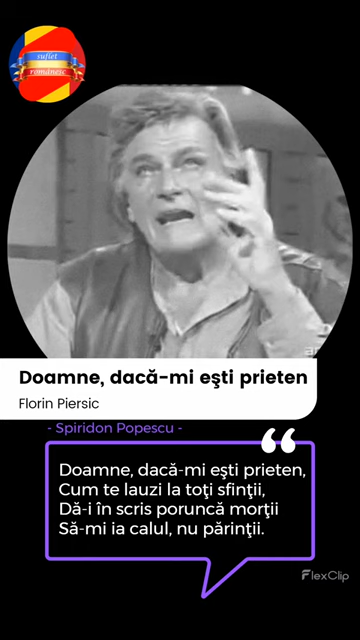 suflet
românesc
Doamne, dacă-mi eşti prieten
Florin Piersic
- Spiridon Popescu -
Doamne, dacă-mi eşti prieten,
Cum te lauzi la toţi sfinţii,
Dă-i în scris poruncă morţii
Să-mi ia calul, nu părinţii.
FlexClip